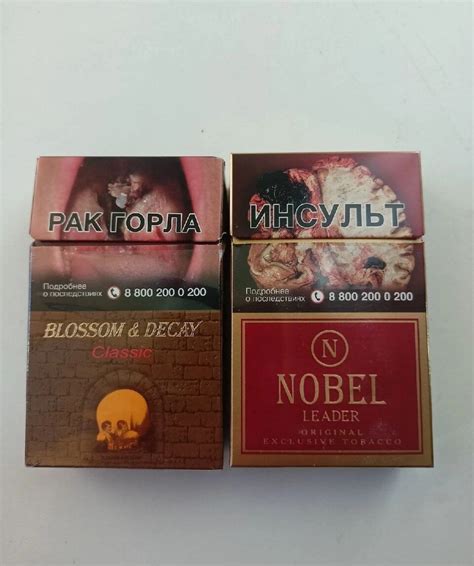 РАК ГОРЛА
Подробнее
о последствиях 8 800 200 0 200
BLOSSOM & DECAY
Classic
ИНСУЛЬТ
Подробнее
о последствиях 8 800 200 0 200
N
NOBEL
LEADER
ORIGINAL
EXCLUSIVE TOBACCO